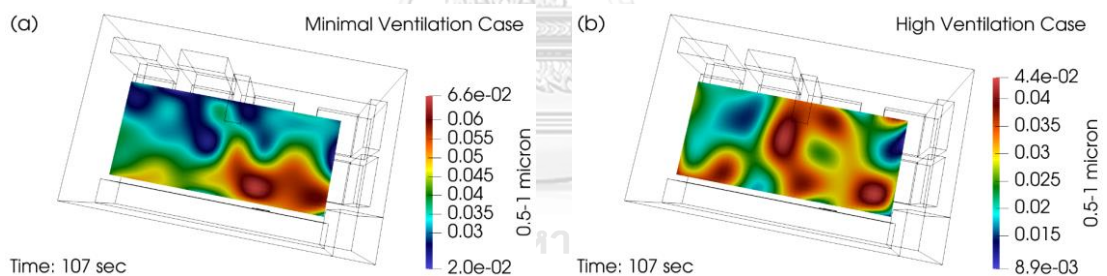 (a)
Minimal Ventilation Case
6.6e-02
0.06
0.055
0.05
0.045
0.04
0.035
0.03
2.0e-02
0.5-1 micron
Time: 107 sec
(b)
High Ventilation Case
4.4e-02
0.04
0.035
0.03
0.025
0.02
0.015
8.9e-03
0.5-1 micron
Time: 107 sec